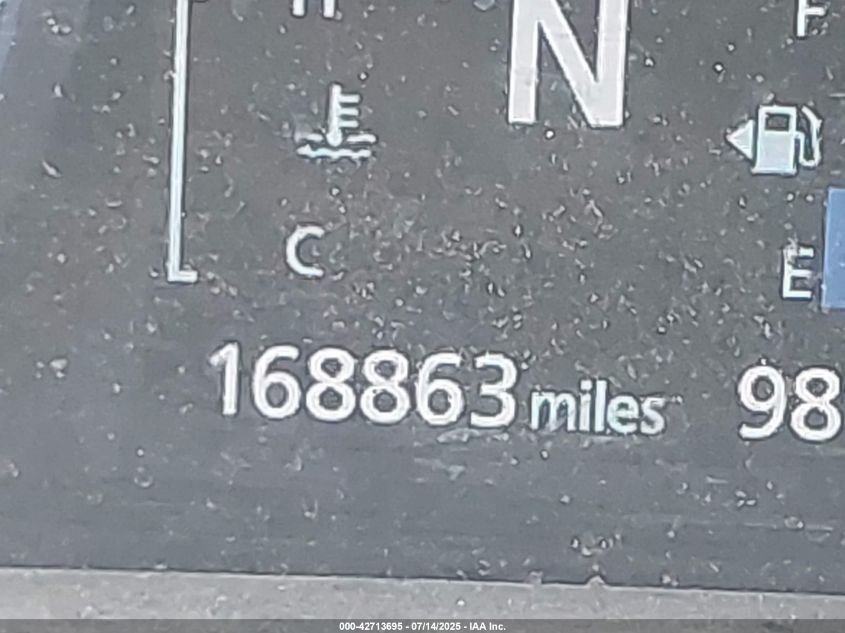 H N F
C E
168863 miles 98
000-42713695 - 07/14/2025 - IAA Inc.